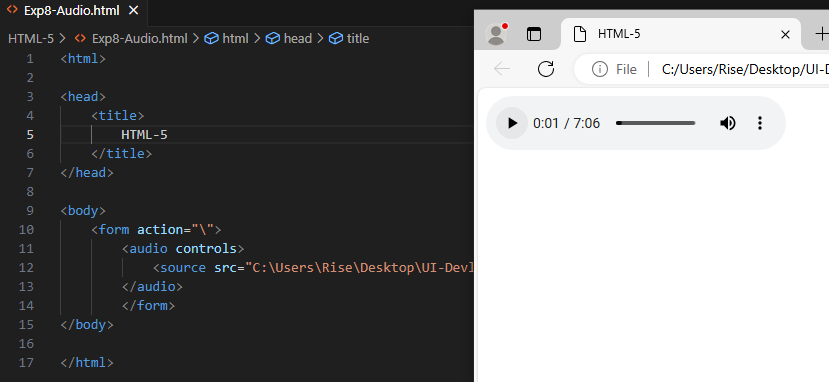 Exp8-Audio.html
HTML-5 > Exp8-Audio.html > html > head > title
1 <html>
2
3 <head>
4 <title>
5 HTML-5
6 </title>
7 </head>
8
9 <body>
10 <form action="\">
11 <audio controls>
12 <source src="C:\Users\Rise\Desktop\UI-Devl
13 </audio>
14 </form>
15 </body>
16
17 </html>
HTML-5
File | C:/Users/Rise/Desktop/UI-D
0:01 / 7:06